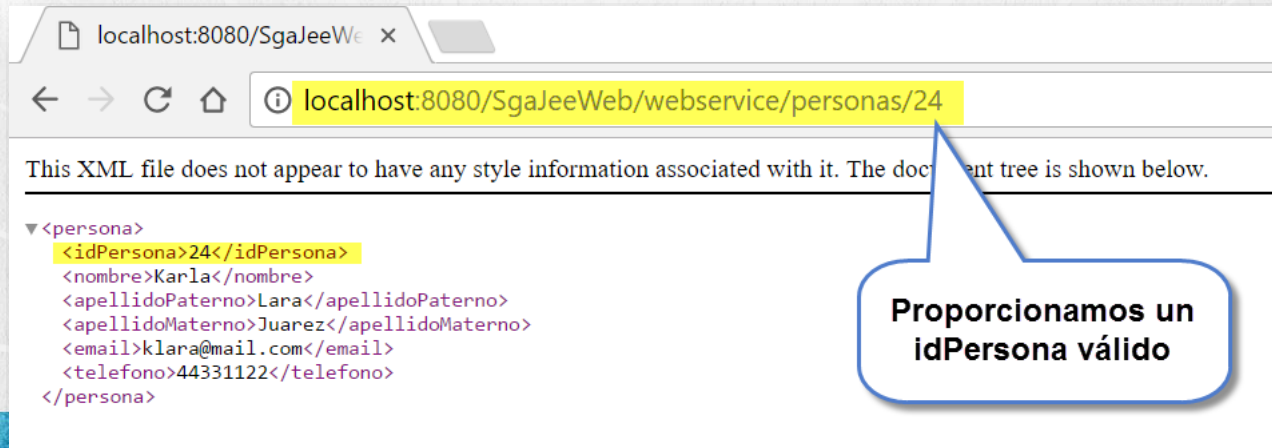 localhost:8080/SgaJeeWe
localhost:8080/SgaJeeWeb/webservice/personas/24
This XML file does not appear to have any style information associated with it. The doc ent tree is shown below.
<persona>
<idPersona>24</idPersona>
<nombre>Karla</nombre>
<apellidoPaterno>Lara</apellidoPaterno>
<apellidoMaterno>Juarez</apellidoMaterno>
<email>klara@mail.com</email>
<telefono>44331122</telefono>
</persona>
Proporcionamos un
idPersona válido